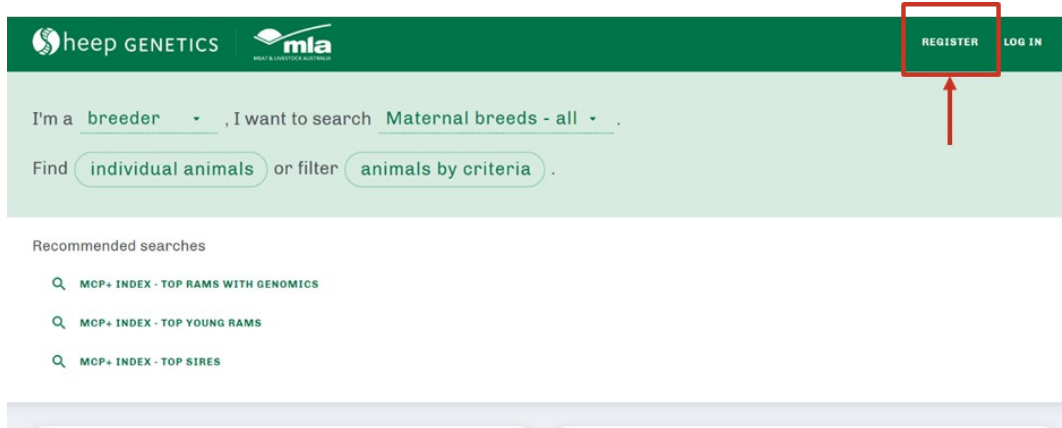 Sheep GENETICS
mla
MEAT & LIVESTOCK AUSTRALIA
REGISTER
LOG IN
I'm a breeder , I want to search Maternal breeds - all .
Find individual animals or filter animals by criteria .
Recommended searches
MCP+ INDEX - TOP RAMS WITH GENOMICS
MCP+ INDEX - TOP YOUNG RAMS
MCP+ INDEX - TOP SIRES